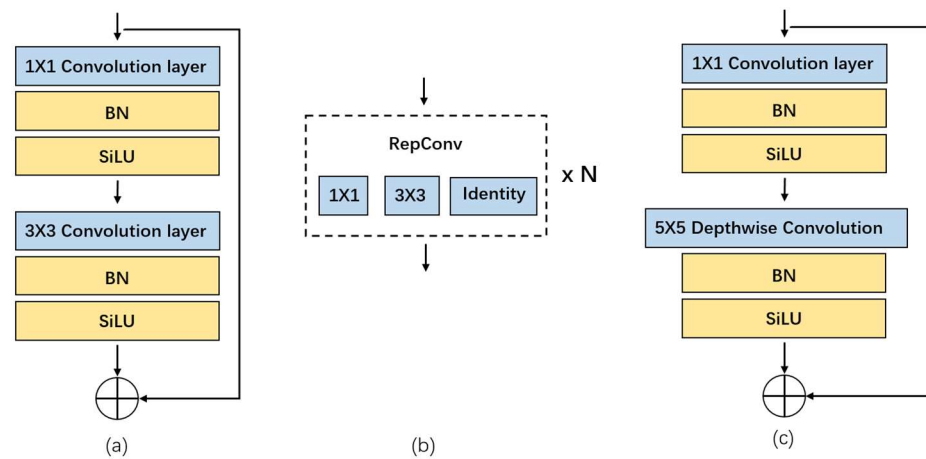 1X1 Convolution layer
BN
SiLU
3X3 Convolution layer
BN
SiLU
(a)
RepConv
1X1 3X3 Identity
x N
(b)
1X1 Convolution layer
BN
SiLU
5X5 Depthwise Convolution
BN
SiLU
(c)